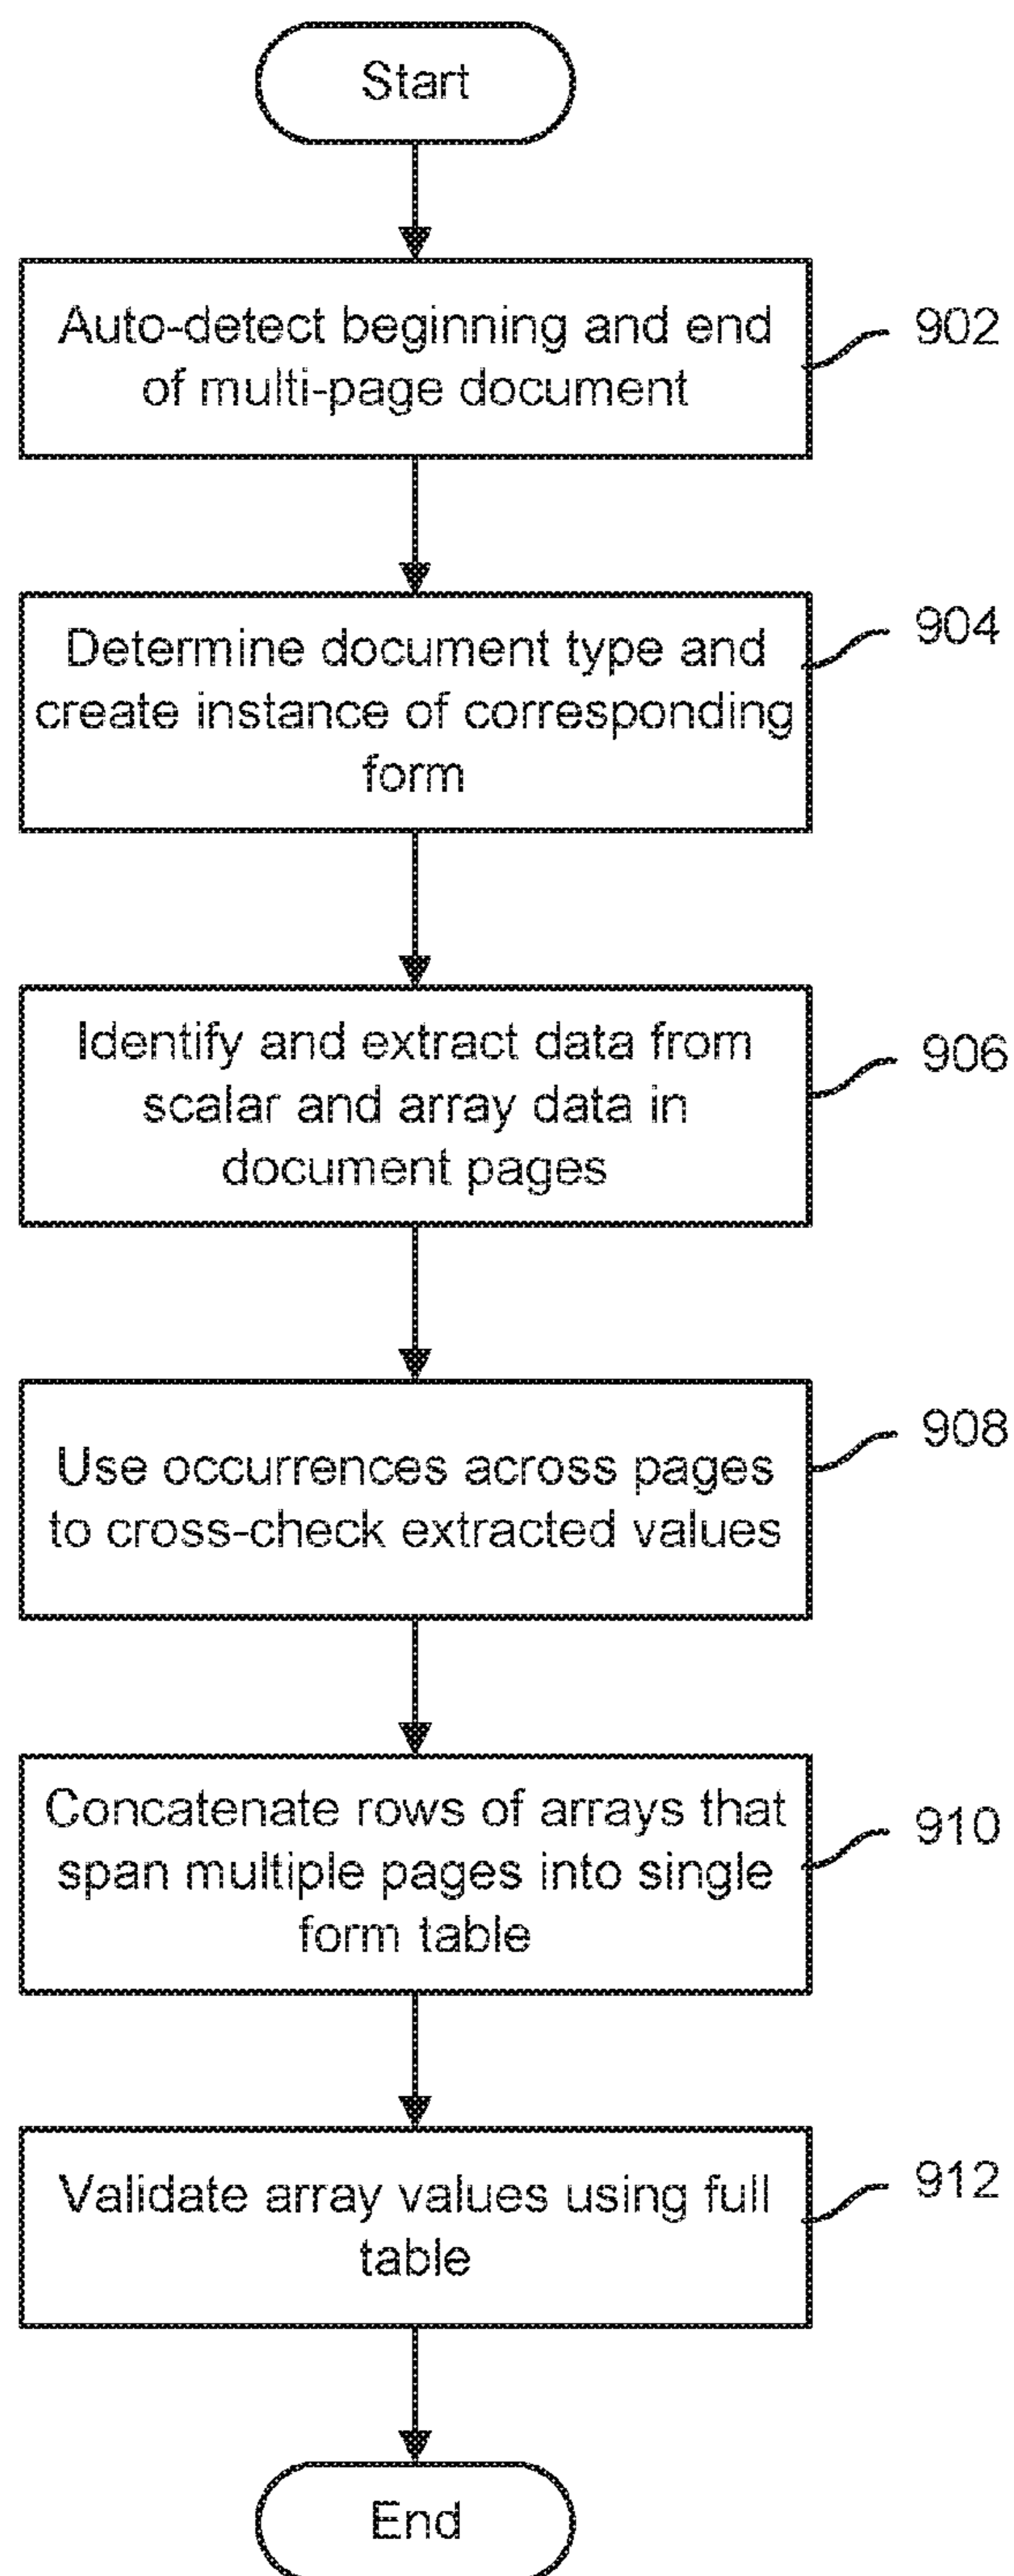 Start
Auto-detect beginning and end
of multi-page document
902
Determine document type and
create instance of corresponding
form
904
Identify and extract data from
scalar and array data in
document pages
906
Use occurrences across pages
to cross-check extracted values
908
Concatenate rows of arrays that
span multiple pages into single
form table
910
Validate array values using full
table
912
End